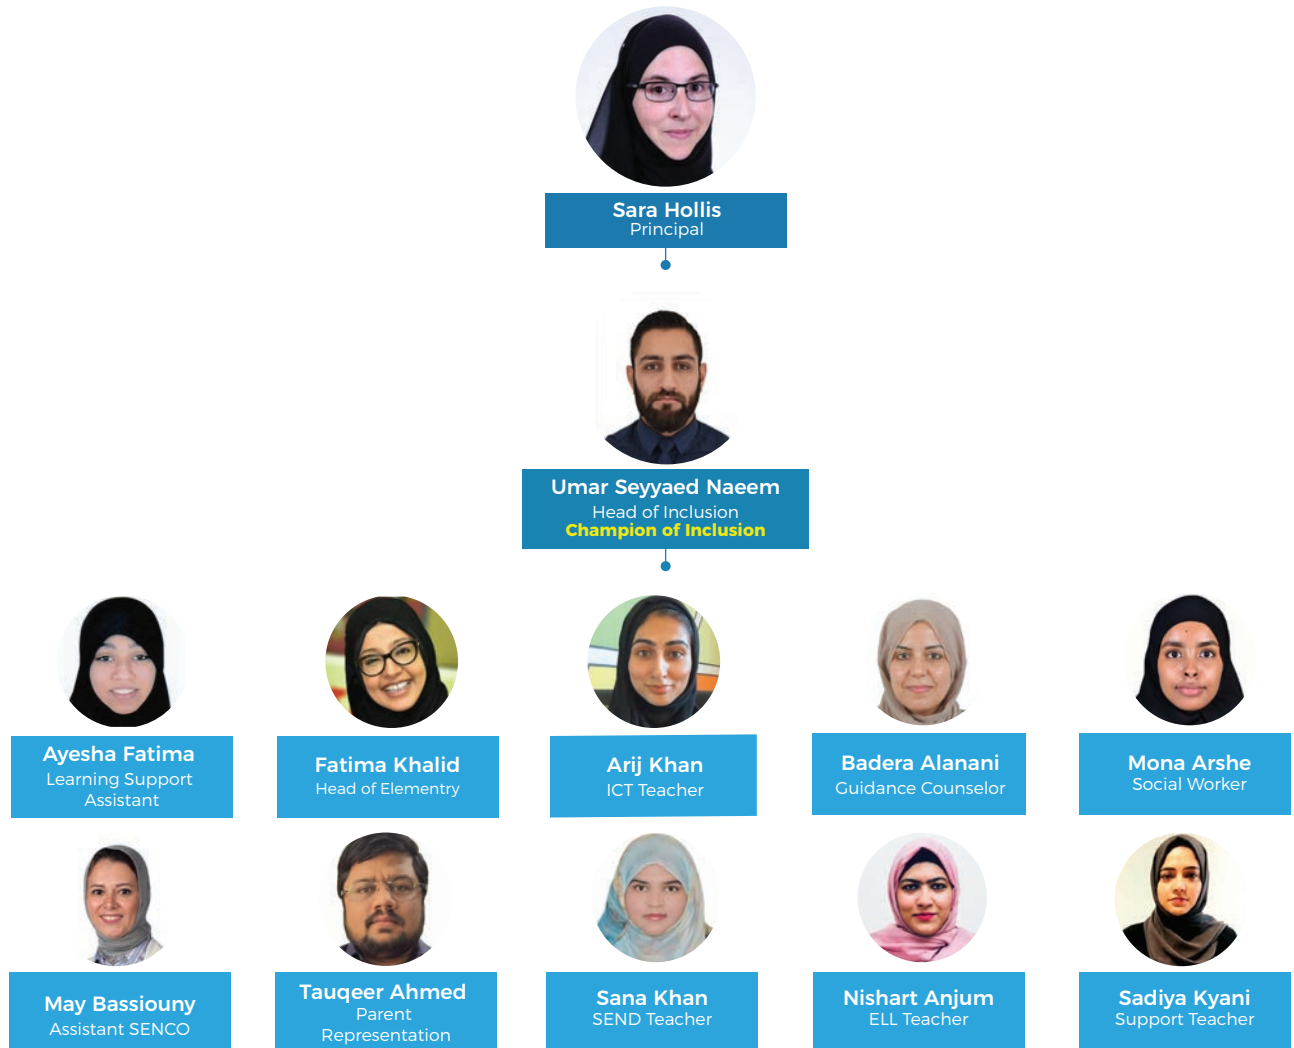 Sara Hollis
Principal
Umar Seyyaed Naeem
Head of Inclusion
Champion of Inclusion
Ayesha Fatima
Learning Support
Assistant
Fatima Khalid
Head of Elementry
Arij Khan
ICT Teacher
Badera Alanani
Guidance Counselor
Mona Arshe
Social Worker
May Bassiouny
Assistant SENCO
Tauqeer Ahmed
Parent
Representation
Sana Khan
SEND Teacher
Nishart Anjum
ELL Teacher
Sadiya Kyani
Support Teacher